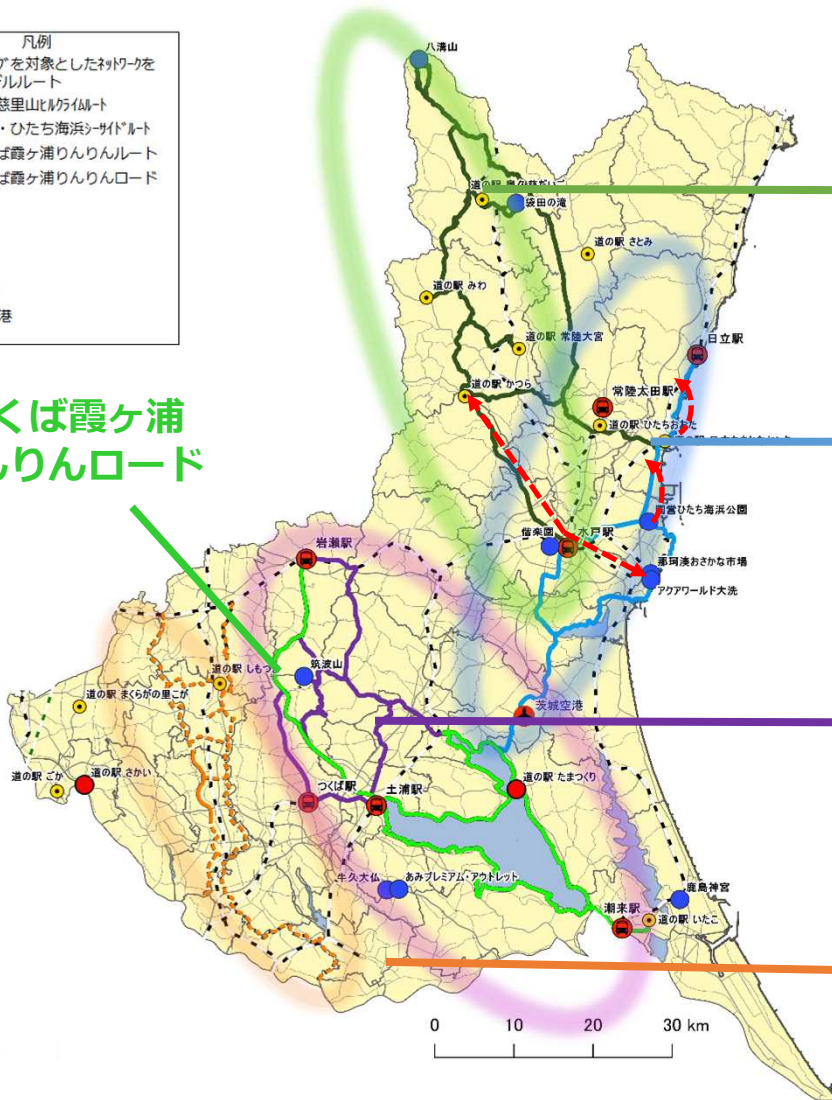 凡例
グを対象としたネットワークを
デルルート
慈里山ヒルクライムルート
・ひたち海浜シーサイドルート
ば霞ヶ浦りんりんルート
ば霞ヶ浦りんりんロード
港
八溝山
道の駅 奥久慈だいご
袋田の滝
道の駅 さとみ
道の駅 みわ
道の駅 常陸大宮
日立駅
道の駅 かつら
常陸太田駅
道の駅 ひたちおおた
くば霞ヶ浦
んりんロード
国営ひたち海浜公園
偕楽園
水戸駅
岩瀬駅
那珂湊おさかな市場
アクアワールド大洗
筑波山
道の駅 しもつ
道の駅 まくらがの里こが
茨城空港
道の駅 ごか
道の駅 さかい
つくば駅
土浦駅
道の駅 たまつくり
牛久大仏
あみプレミアム・アウトレット
鹿島神宮
潮来駅
道の駅 いたこ
0 10 20 30 km